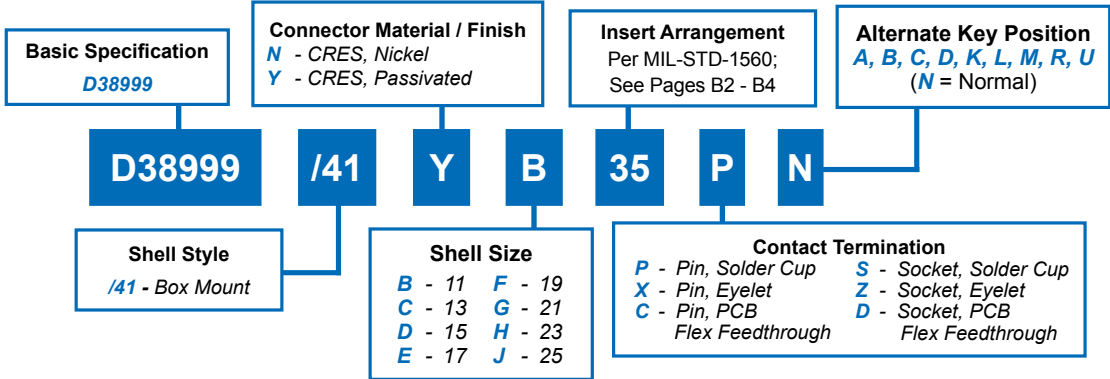 Basic Specification
D38999
Connector Material / Finish
N - CRES, Nickel
Y - CRES, Passivated
Insert Arrangement
Per MIL-STD-1560;
See Pages B2 - B4
Alternate Key Position
A, B, C, D, K, L, M, R, U
(N = Normal)
D38999 /41 Y B 35 P N
Shell Style
/41 - Box Mount
Shell Size
B - 11 F - 19
C - 13 G - 21
D - 15 H - 23
E - 17 J - 25
Contact Termination
P - Pin, Solder Cup S - Socket, Solder Cup
X - Pin, Eyelet Z - Socket, Eyelet
C - Pin, PCB D - Socket, PCB
Flex Feedthrough Flex Feedthrough